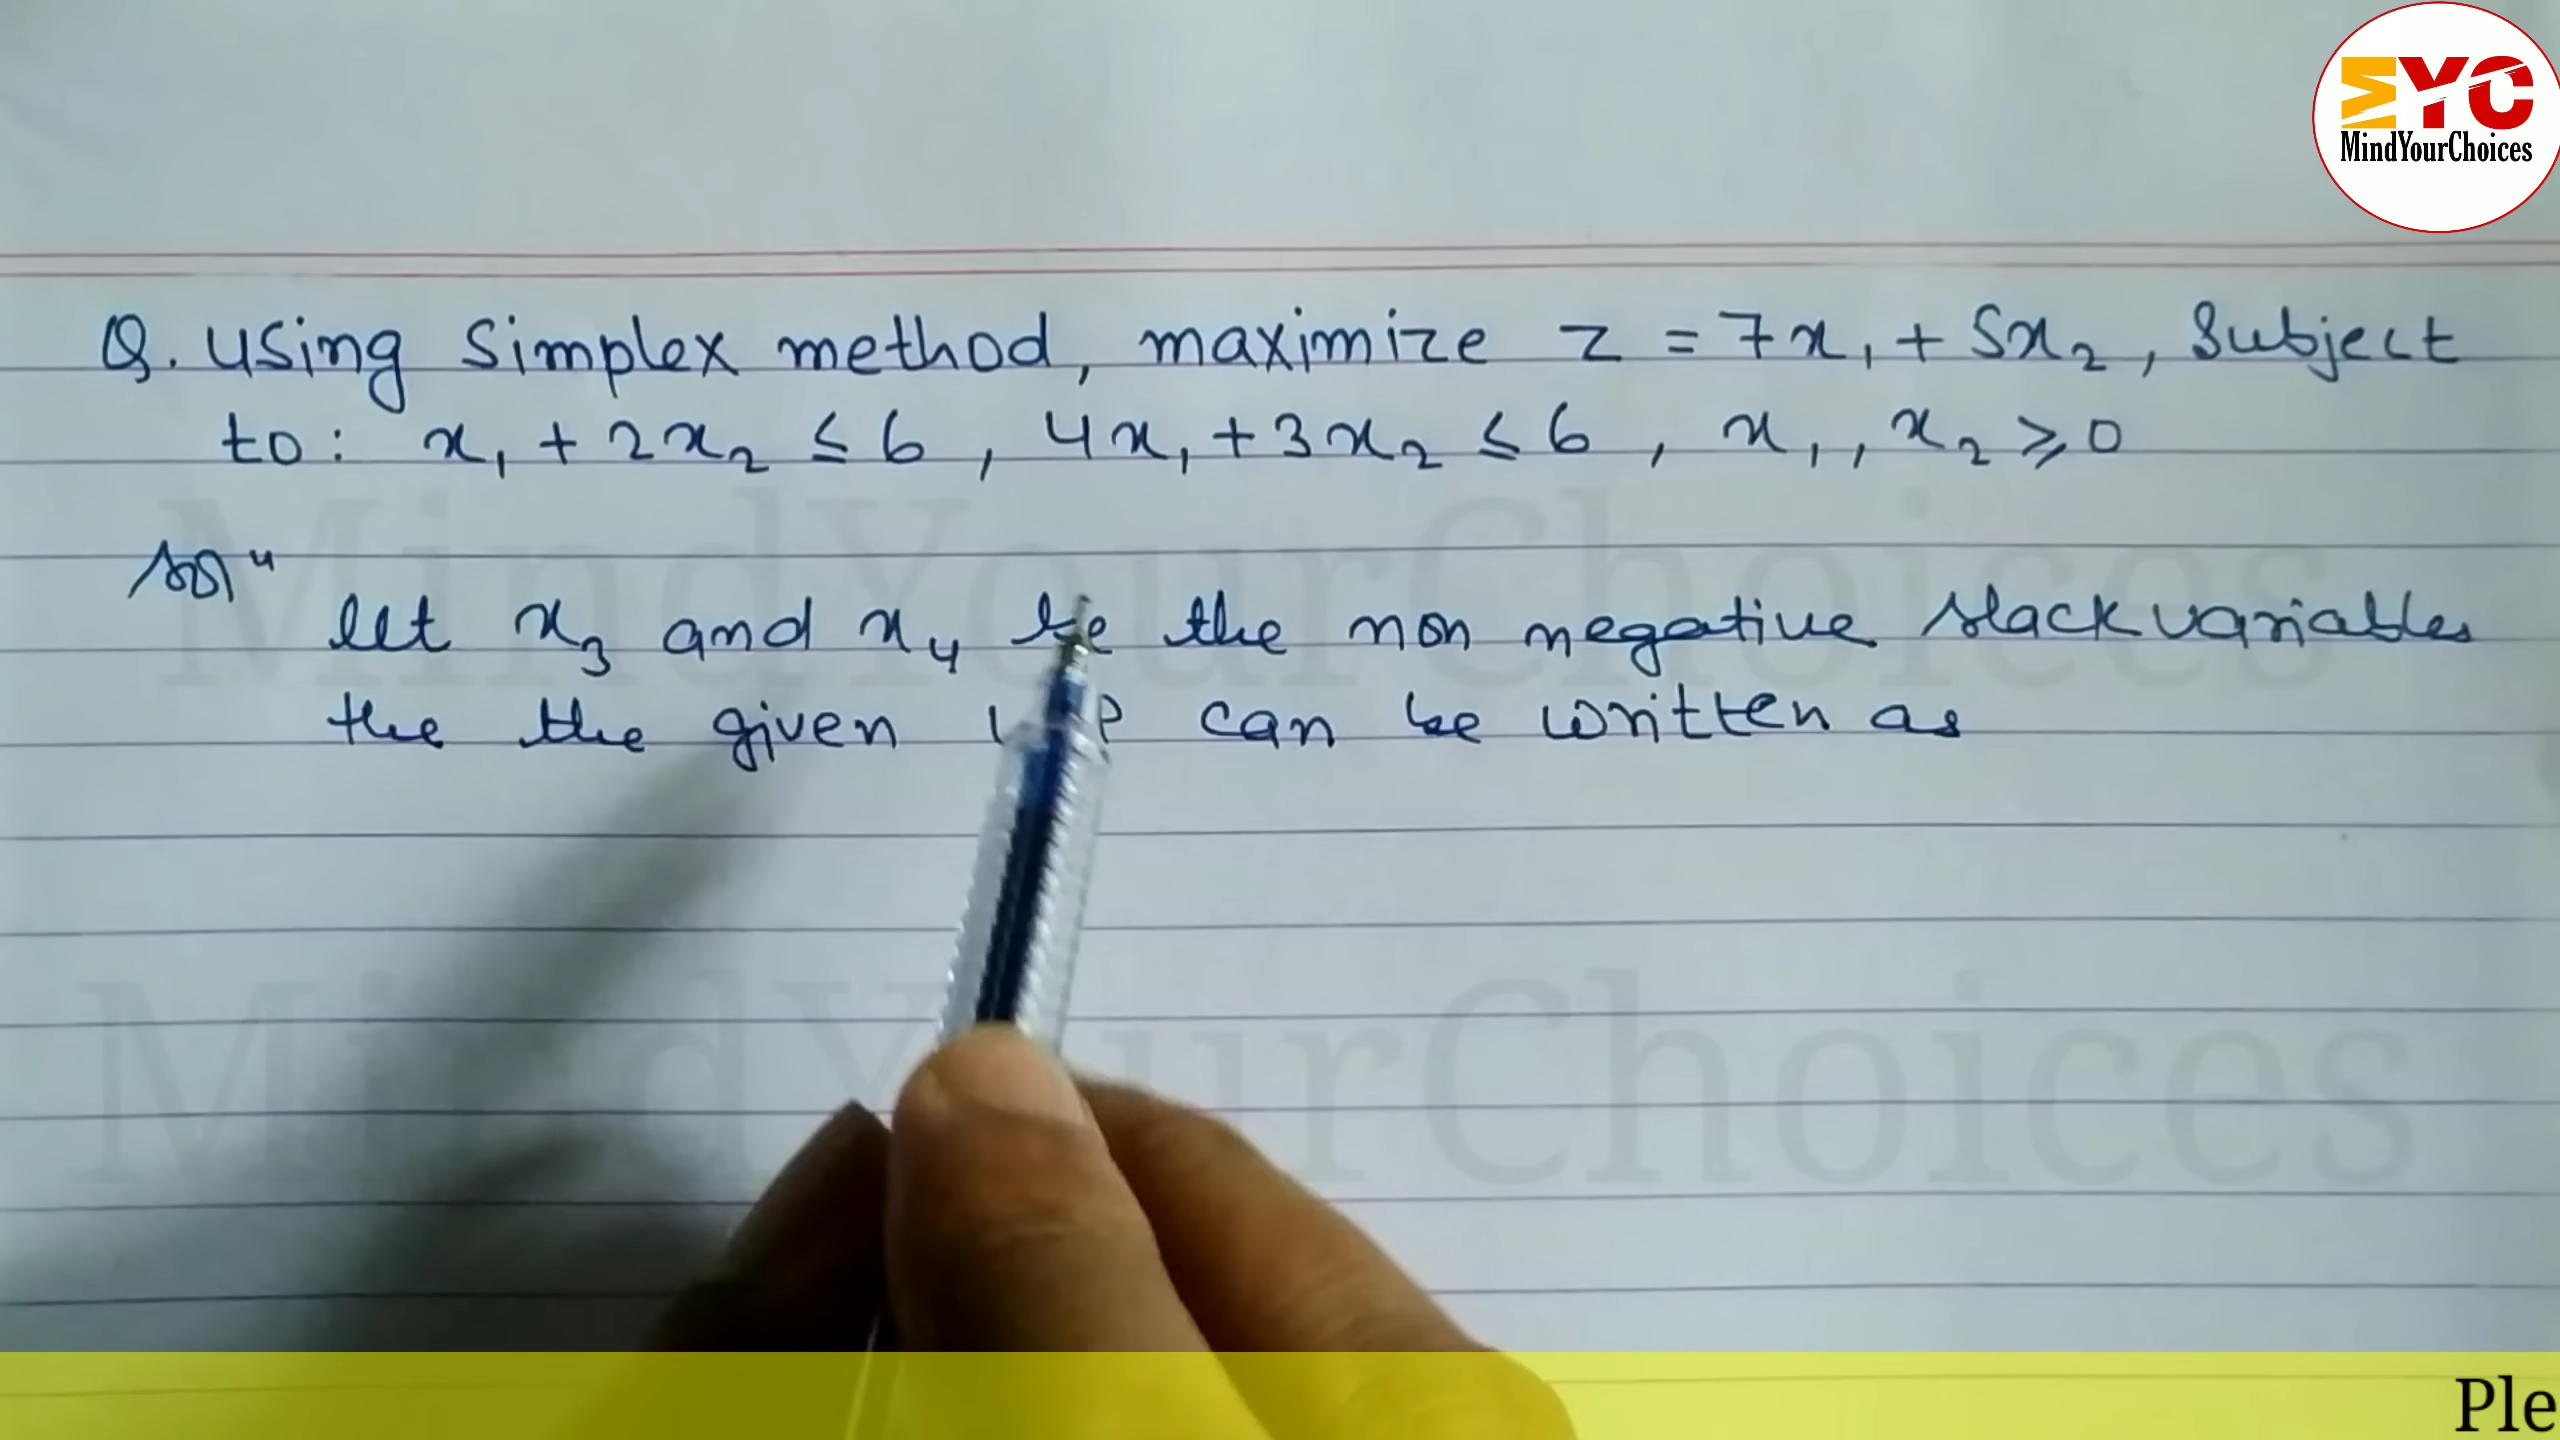 MYC
MindYourChoices
Q. Using Simplex method, maximize z = 7x₁ + 5x₂, Subject
to: x₁ + 2x₂ ≤ 6 , 4x₁ + 3x₂ ≤ 6 , x₁, x₂ ≥ 0
MindYourChoices
Solⁿ
let x₃ and x₄ be the non negative slack variables
the the given can be written as
MindYourChoices
Ple